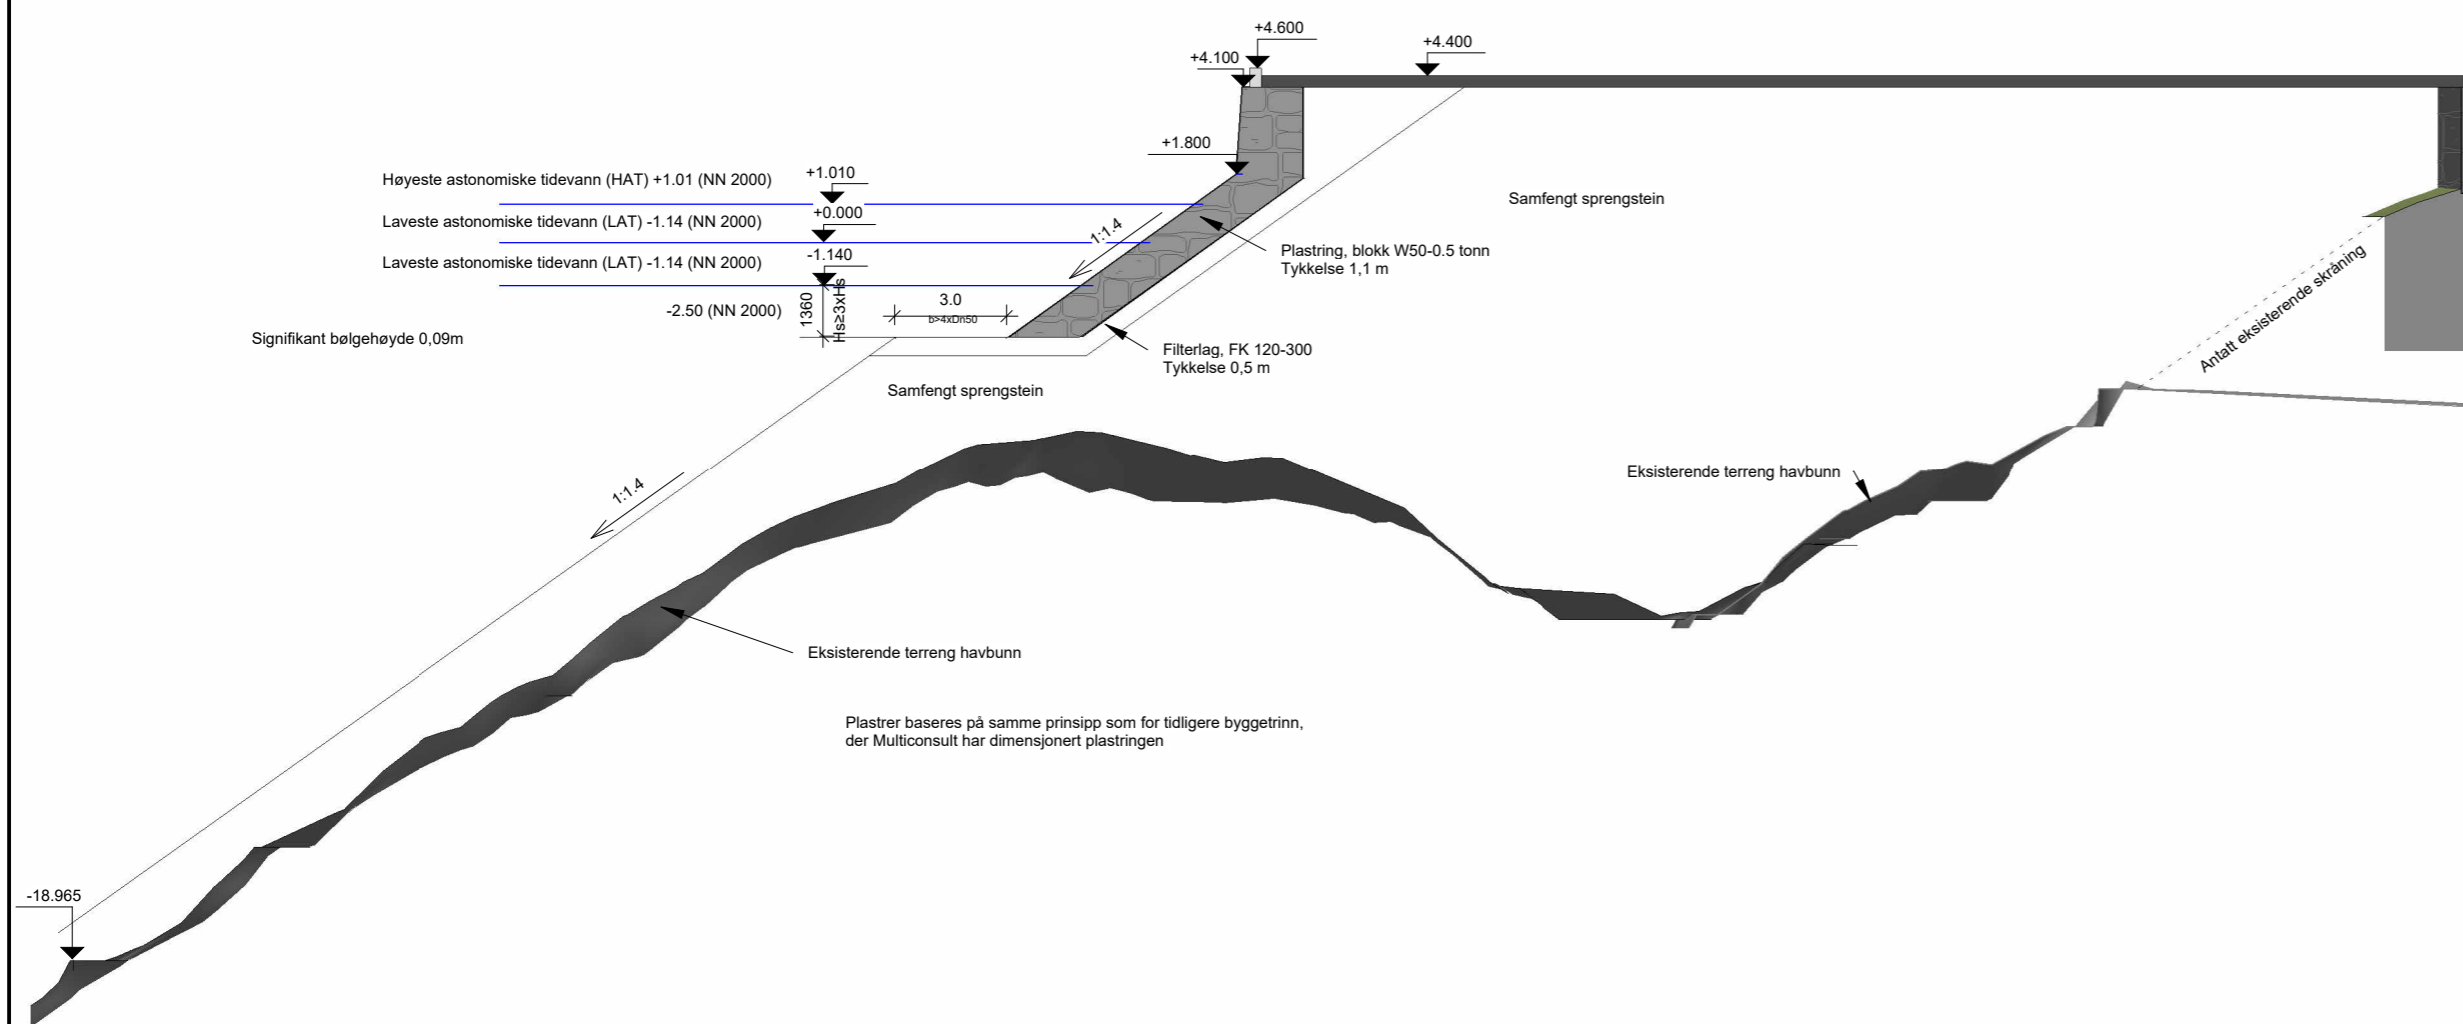 +4.600
+4.400
+4.100
+1.800
Høyeste astonomiske tidevann (HAT) +1.01 (NN 2000)
+1.010
Samfengt sprengstein
Laveste astonomiske tidevann (LAT) -1.14 (NN 2000)
+0.000
1:1.4
Plastring, blokk W50-0.5 tonn
Tykkelse 1,1 m
Laveste astonomiske tidevann (LAT) -1.14 (NN 2000)
-1.140
Antatt eksisterende skråning
-2.50 (NN 2000)
1360
Hs≥3xHs
3.0
b>4xDn50
Signifikant bølgehøyde 0,09m
Filterlag, FK 120-300
Tykkelse 0,5 m
Samfengt sprengstein
Eksisterende terreng havbunn
1:1.4
Eksisterende terreng havbunn
Plastrer baseres på samme prinsipp som for tidligere byggetrinn,
der Multiconsult har dimensjonert plastringen
-18.965